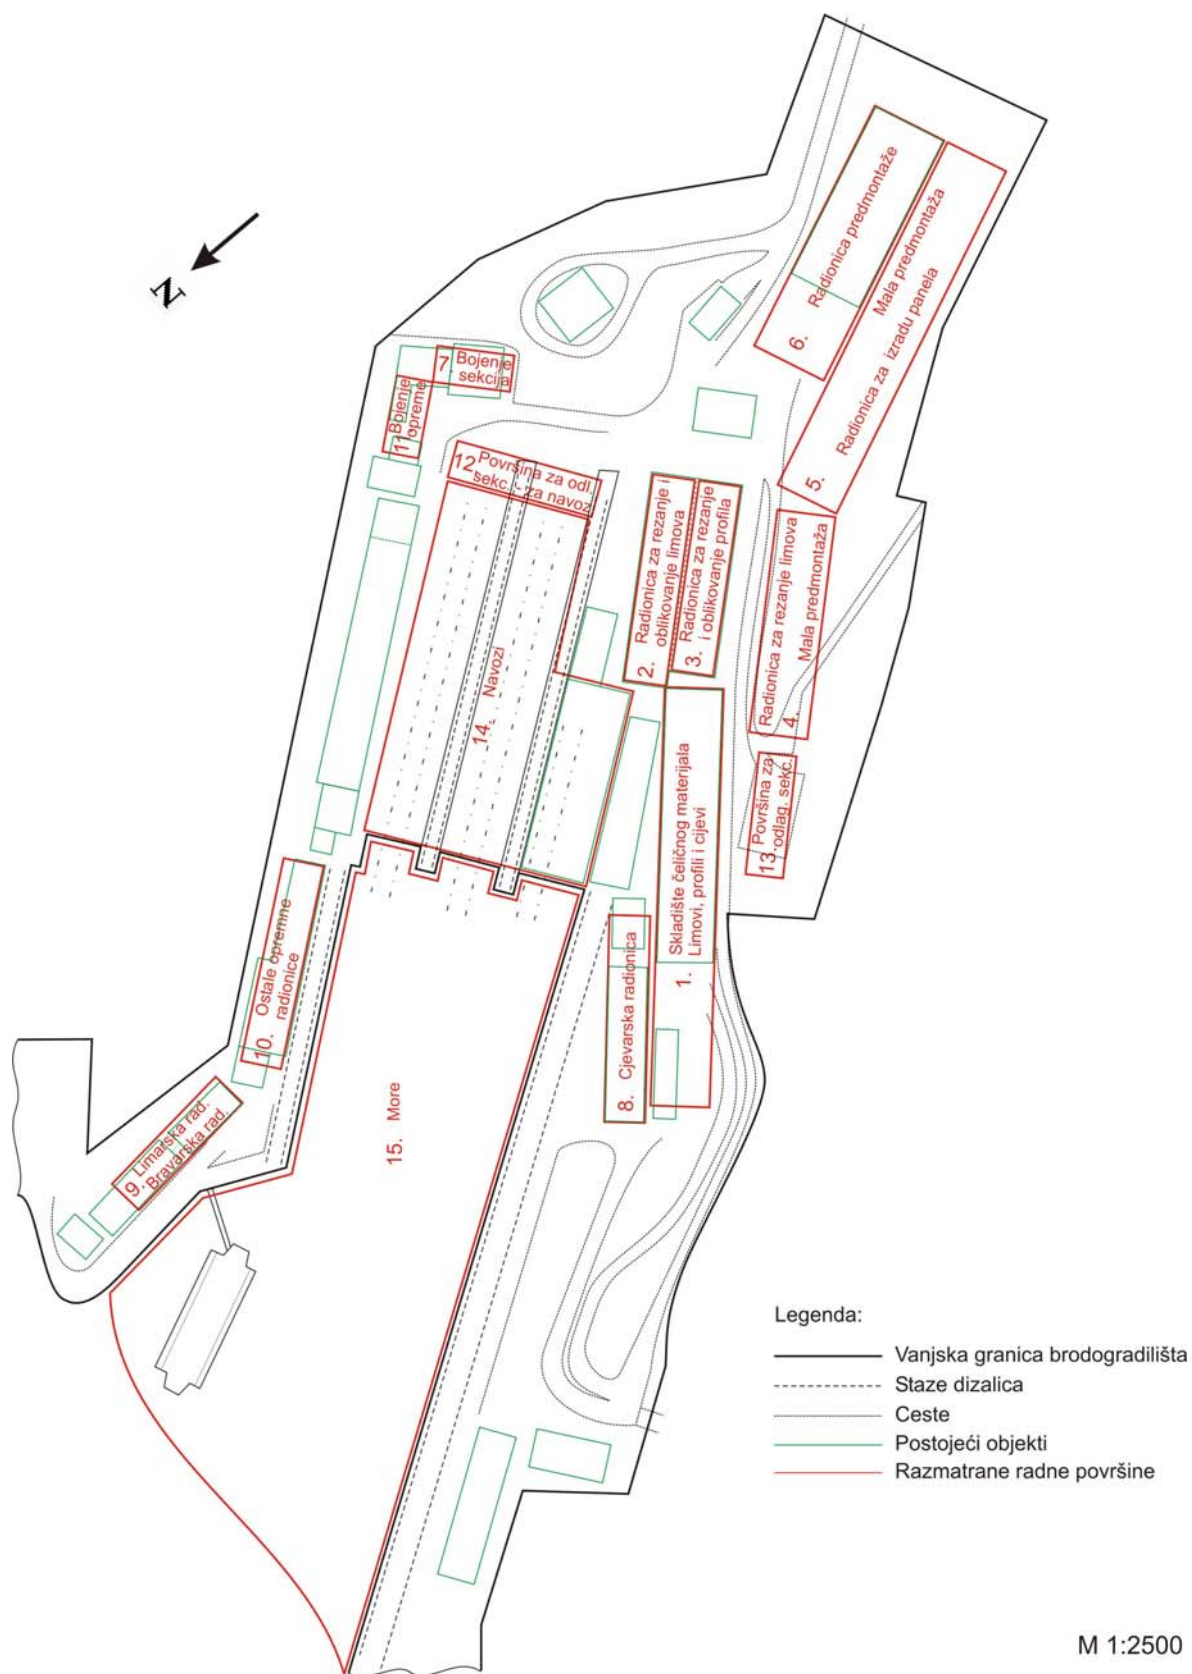 N
6. Radionica predmontaže
Mala predmontaža
5. Radionica za izradu panela
7. Bojenje
sekcija
11. Bojenje
opreme
12. Površina za odl.
sekc. - za navoz
2. Radionica za rezanje i
oblikovanje limova
3. Radionica za rezanje
i oblikovanje profila
4. Radionica za rezanje limova
Mala predmontaža
14. Navozi
13. Površina za
odlag. sekc.
1. Skladište čeličnog materijala
Limovi, profili i cijevi
8. Cjevarska radionica
10. Ostale opremne
radionice
9. Limarska rad.
Bravarska rad.
15. More
Legenda:
Vanjska granica brodogradilišta
Staze dizalica
Ceste
Postojeći objekti
Razmatrane radne površine
M 1:2500